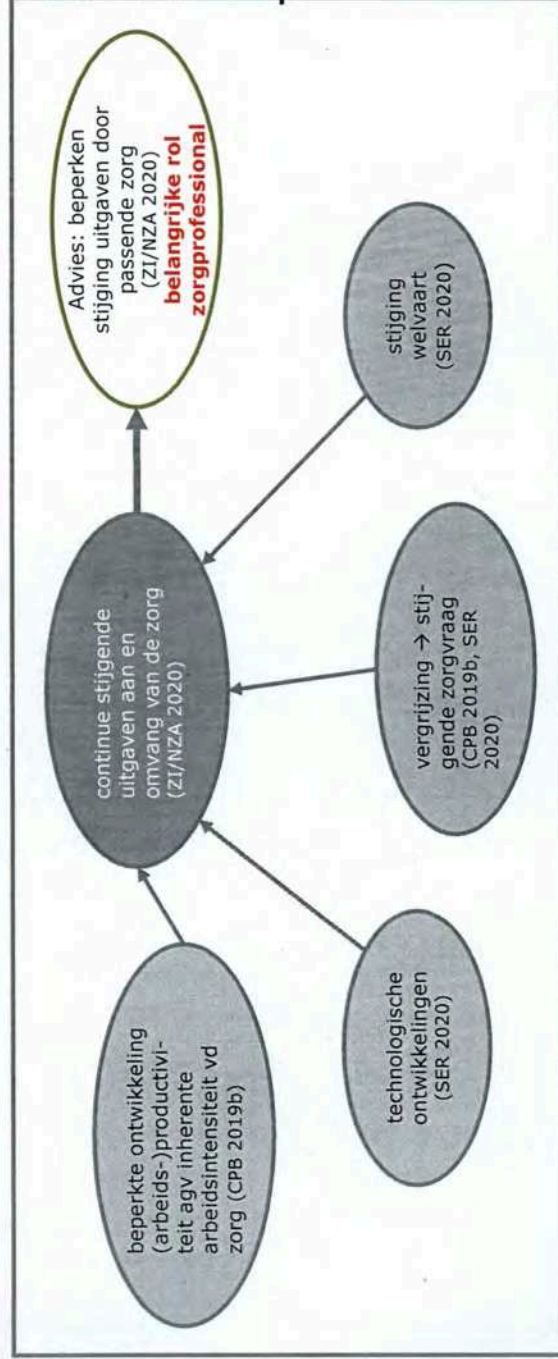 beperkte ontwikkeling
(arbeids-)productivi-
teit agv inherente
arbeidsintensiteit vd
zorg (CPB 2019b)
continue stijgende
uitgaven aan en
omvang van de zorg
(ZI/NZA 2020)
Advies: beperken
stijging uitgaven door
passende zorg
(ZI/NZA 2020)
belangrijke rol
zorgprofessional
technologische
ontwikkelingen
(SER 2020)
vergrijzing → stij-
gende zorgvraag
(CPB 2019b, SER
2020)
stijging
welvaart
(SER 2020)